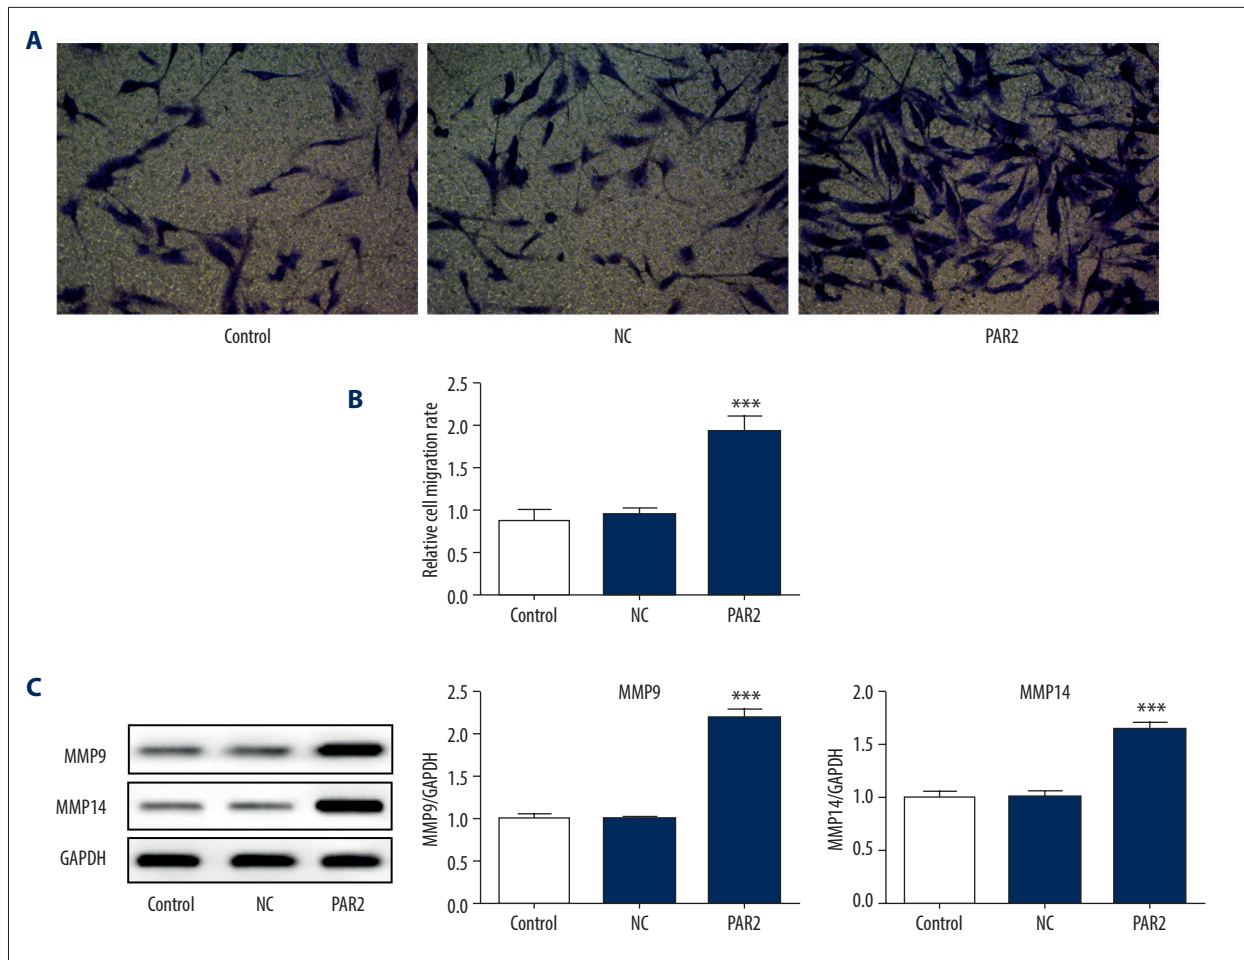 A
Control
NC
PAR2
B
Relative cell migration rate
2.5
2.0
1.5
1.0
0.5
0.0
***
Control
NC
PAR2
C
MMP9
MMP14
GAPDH
Control
NC
PAR2
MMP9
MMP9/GAPDH
2.5
2.0
1.5
1.0
0.5
0.0
***
Control
NC
PAR2
MMP14
MMP14/GAPDH
2.0
1.5
1.0
0.5
0.0
***
Control
NC
PAR2